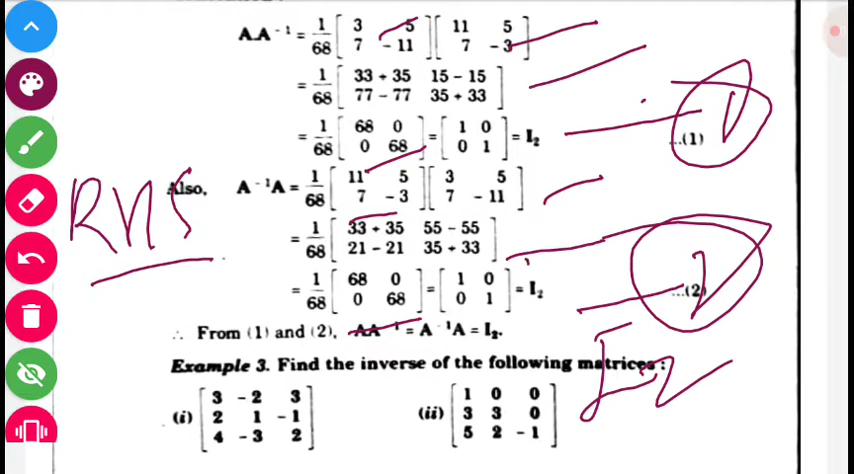 A.A⁻¹ = 1/68 [3 5; 7 -11] [11 5; 7 -3]
= 1/68 [33 + 35 15 - 15; 77 - 77 35 + 33]
= 1/68 [68 0; 0 68] = [1 0; 0 1] = I₂ ...(1)
Also, A⁻¹A = 1/68 [11 5; 7 -3] [3 5; 7 -11]
RHS
= 1/68 [33 + 35 55 - 55; 21 - 21 35 + 33]
= 1/68 [68 0; 0 68] = [1 0; 0 1] = I₂ ...(2)
∴ From (1) and (2), AA⁻¹ = A⁻¹A = I₂.
Example 3. Find the inverse of the following matrices :
(i) [3 -2 3; 2 1 -1; 4 -3 2] (ii) [1 0 0; 3 3 0; 5 2 -1]